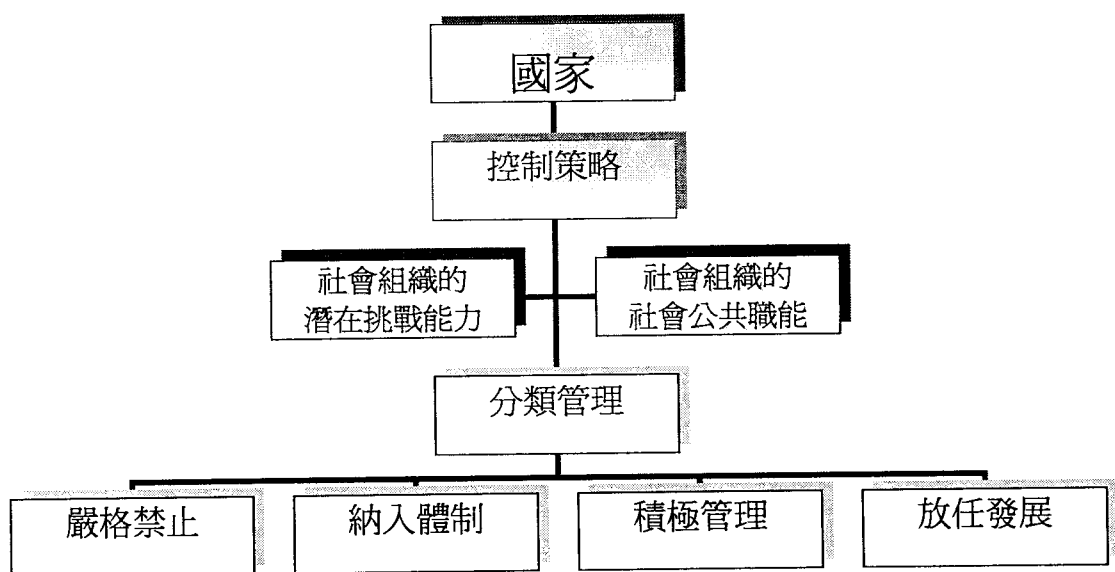 國家
控制策略
社會組織的
潛在挑戰能力
社會組織的
社會公共職能
分類管理
嚴格禁止
納入體制
積極管理
放任發展